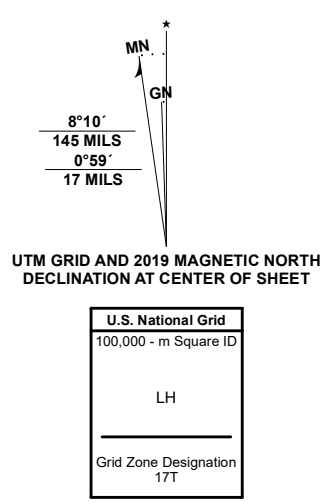 MN
GN
8°10´
145 MILS
0°59´
17 MILS
UTM GRID AND 2019 MAGNETIC NORTH
DECLINATION AT CENTER OF SHEET
U.S. National Grid
100,000 - m Square ID
LH
Grid Zone Designation
17T